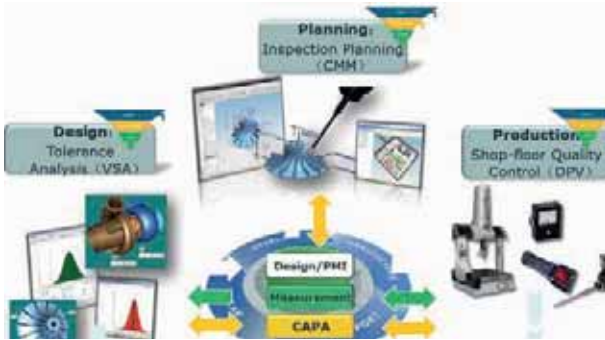 Planning:
Inspection Planning
(CMM)
Design:
Tolerance
Analysis (VSA)
Production:
Shop-floor Quality
Control (DPV)
Design/PMI
Measurement
CAPA